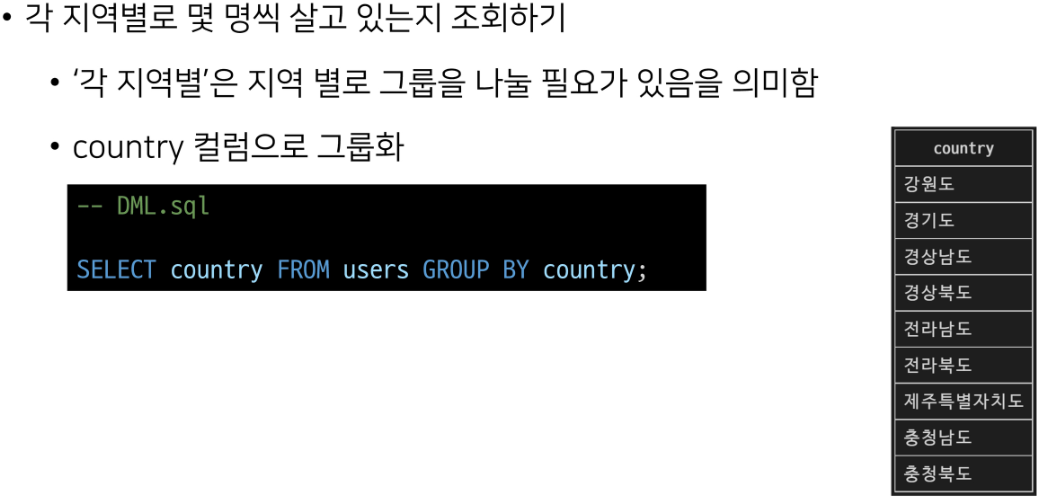 • 각 지역별로 몇 명씩 살고 있는지 조회하기
• ‘각 지역별’은 지역 별로 그룹을 나눌 필요가 있음을 의미함
• country 컬럼으로 그룹화
-- DML.sql
SELECT country FROM users GROUP BY country;
country
강원도
경기도
경상남도
경상북도
전라남도
전라북도
제주특별자치도
충청남도
충청북도